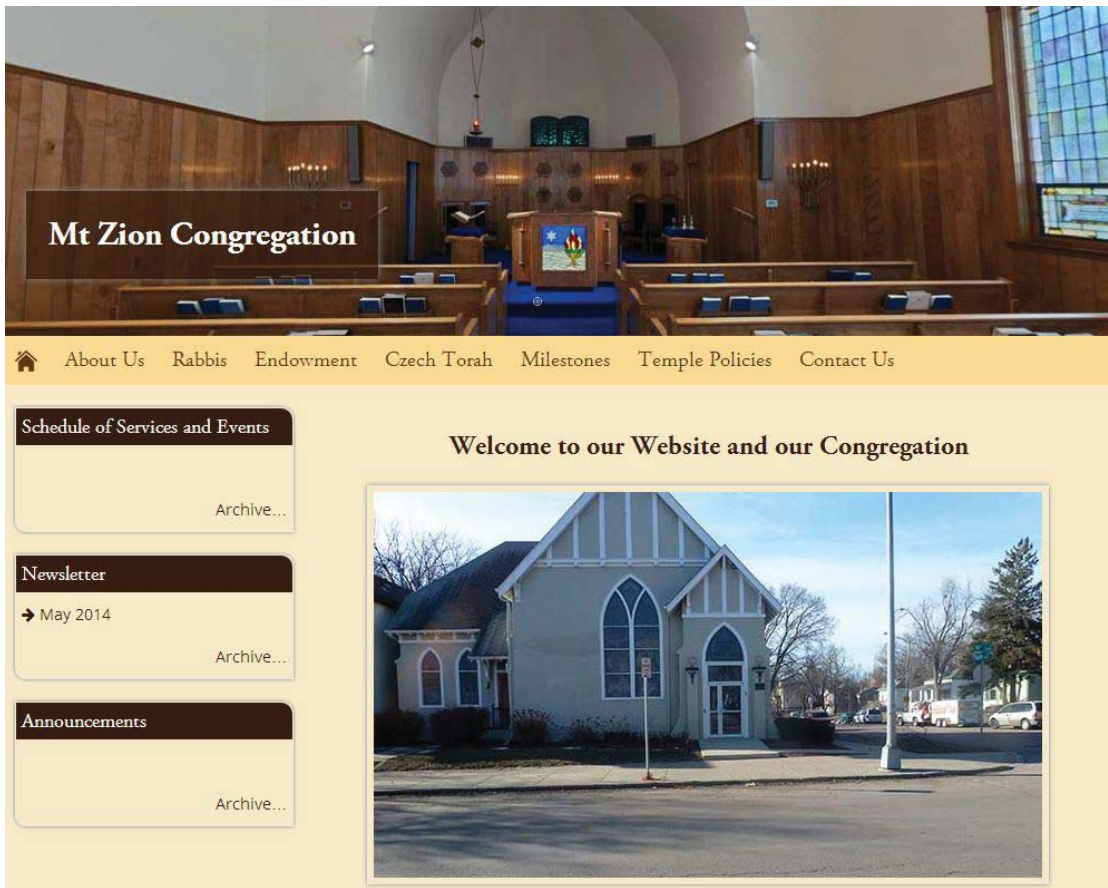 Mt Zion Congregation
About Us Rabbis Endowment Czech Torah Milestones Temple Policies Contact Us
Schedule of Services and Events
Archive...
Newsletter
May 2014
Archive...
Announcements
Archive...
Welcome to our Website and our Congregation